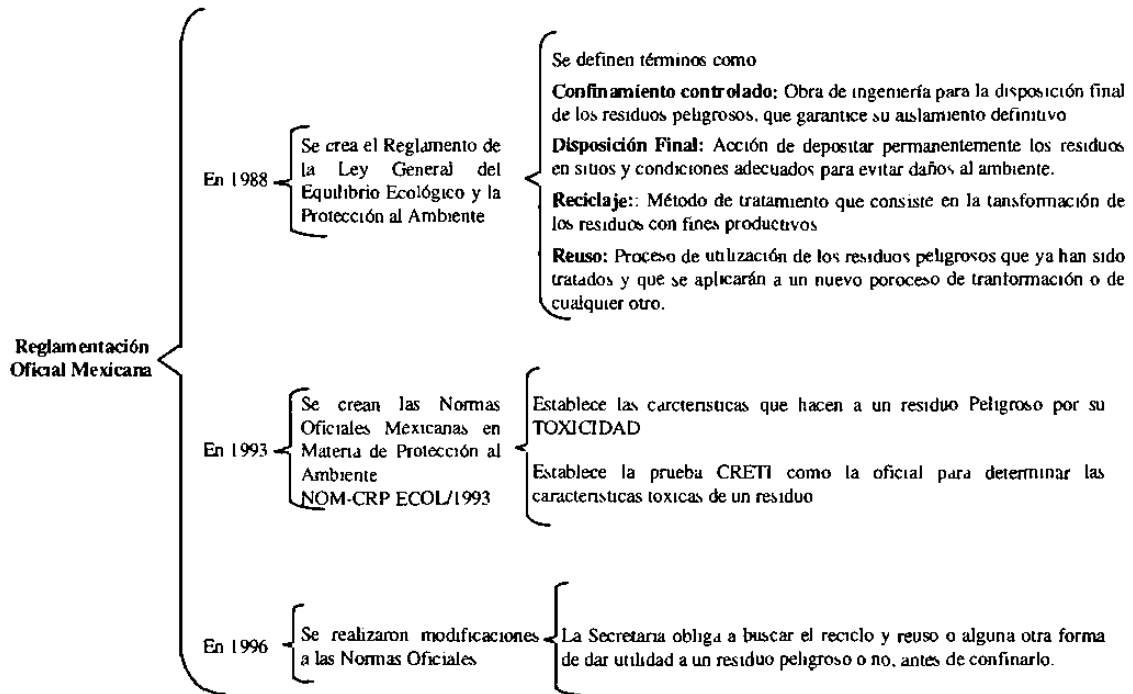 Reglamentación
Oficial Mexicana
En 1988
Se crea el Reglamento de
la Ley General del
Equilibrio Ecológico y la
Protección al Ambiente
Se definen términos como
Confinamiento controlado: Obra de ingeniería para la disposición final
de los residuos peligrosos, que garantice su aislamiento definitivo
Disposición Final: Acción de depositar permanentemente los residuos
en sitios y condiciones adecuados para evitar daños al ambiente.
Reciclaje:: Método de tratamiento que consiste en la tansformación de
los residuos con fines productivos
Reuso: Proceso de utilización de los residuos peligrosos que ya han sido
tratados y que se aplicarán a un nuevo poroceso de tranformación o de
cualquier otro.
En 1993
Se crean las Normas
Oficiales Mexicanas en
Materia de Protección al
Ambiente
NOM-CRP ECOL/1993
Establece las carcteristicas que hacen a un residuo Peligroso por su
TOXICIDAD
Establece la prueba CRETI como la oficial para determinar las
caracteristicas toxicas de un residuo
En 1996
Se realizaron modificaciones
a las Normas Oficiales
La Secretaria obliga a buscar el reciclo y reuso o alguna otra forma
de dar utilidad a un residuo peligroso o no, antes de confinarlo.